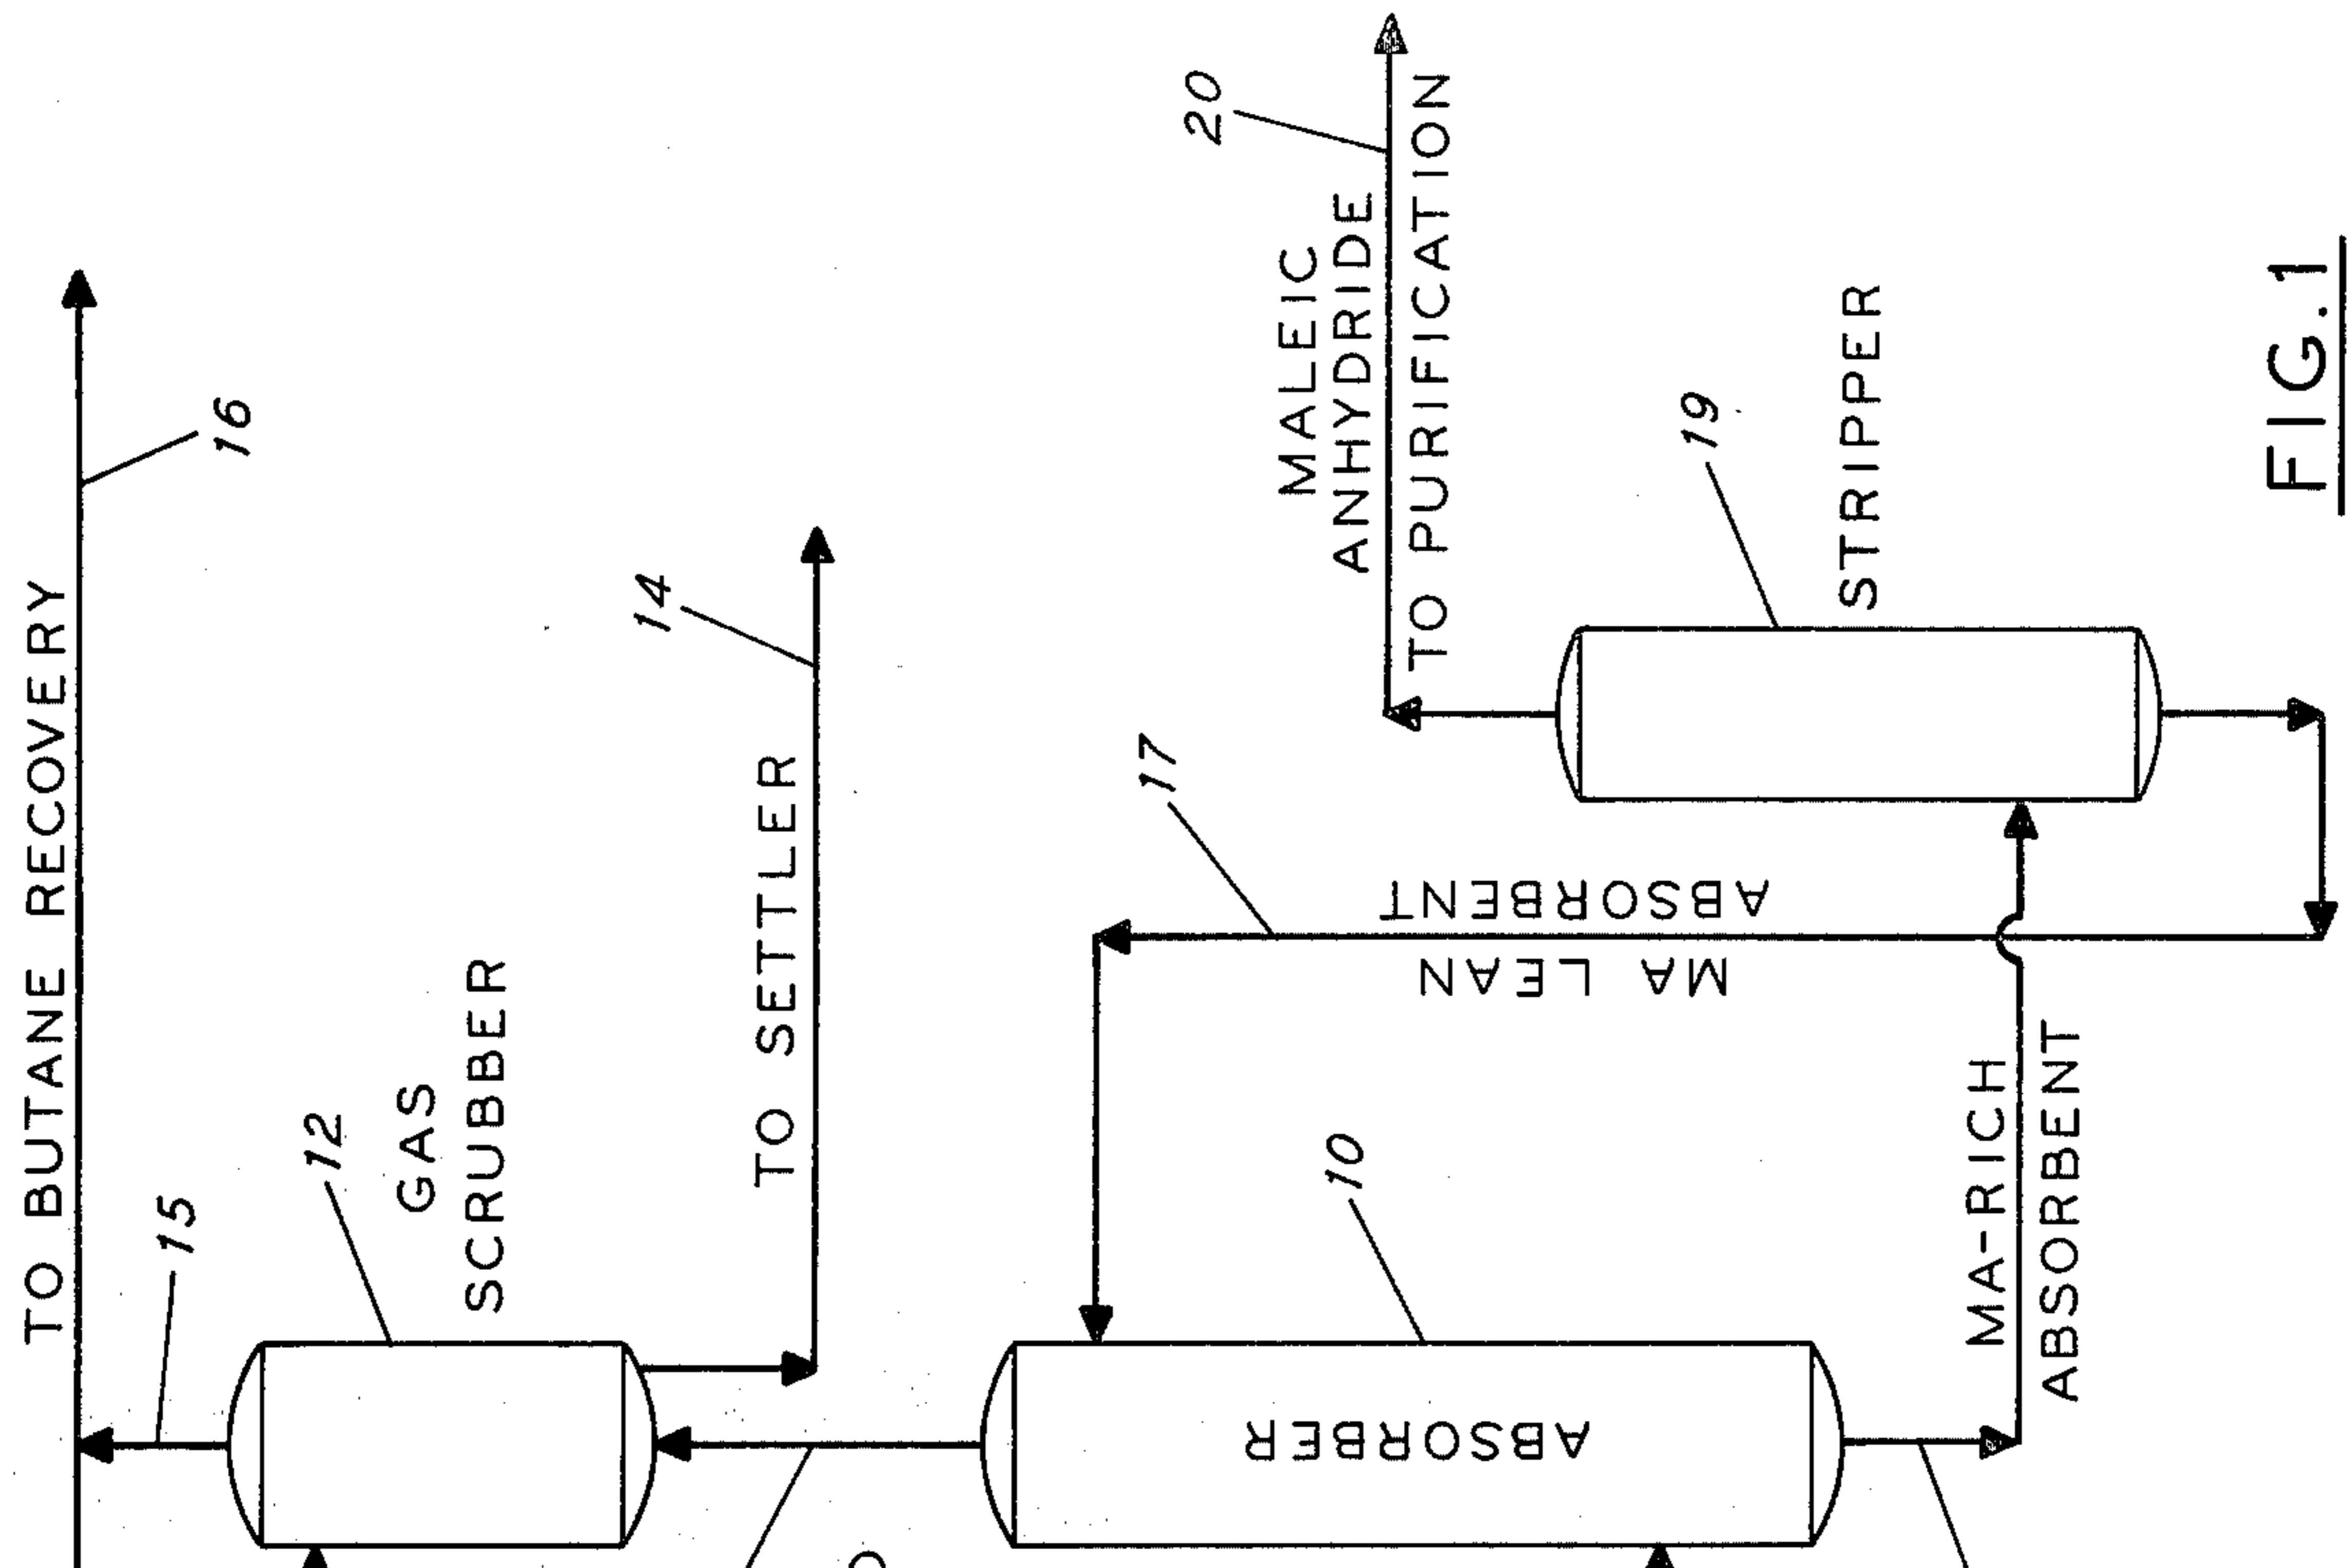 TO BUTANE RECOVERY
16
15
12
GAS
SCRUBBER
14
TO SETTLER
20
MALEIC
ANHYDRIDE
TO PURIFICATION
17
MA LEAN
ABSORBENT
10
ABSORBER
19
STRIPPER
MA-RICH
ABSORBENT
FIG.1